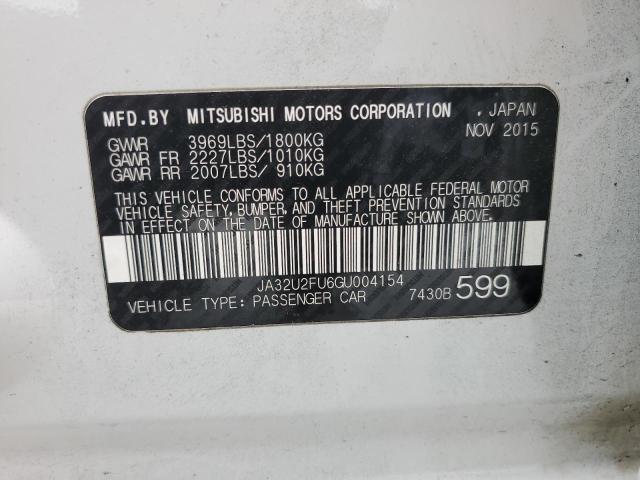 MFD.BY MITSUBISHI MOTORS CORPORATION , JAPAN
NOV 2015
GVWR 3969LBS/1800KG
GAWR FR 2227LBS/1010KG
GAWR RR 2007LBS/ 910KG
THIS VEHICLE CONFORMS TO ALL APPLICABLE FEDERAL MOTOR
VEHICLE SAFETY, BUMPER, AND THEFT PREVENTION STANDARDS
IN EFFECT ON THE DATE OF MANUFACTURE SHOWN ABOVE.
JA32U2FU6GU004154
VEHICLE TYPE: PASSENGER CAR 7430B 599